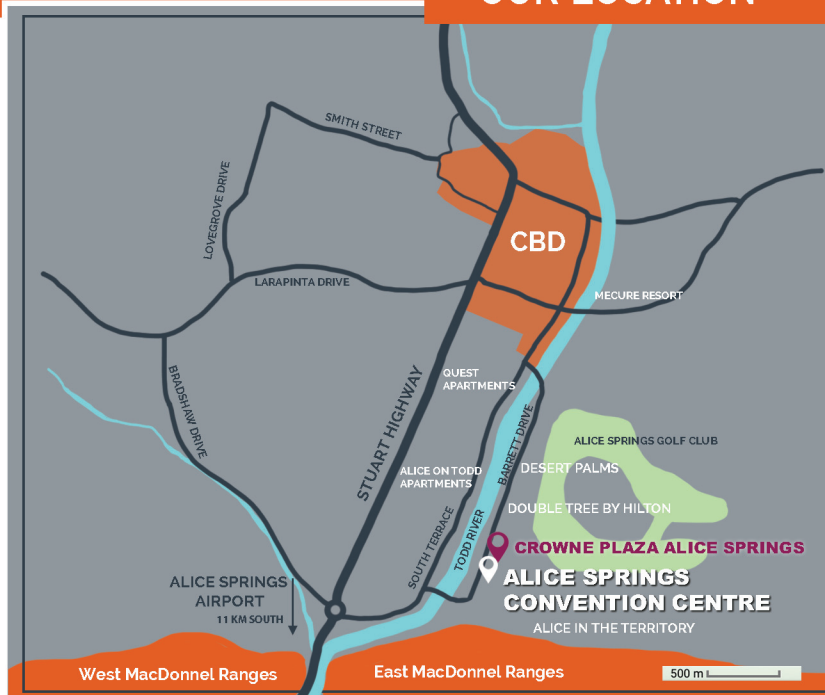 OUR LOCATION
SMITH STREET
LOVEGROVE DRIVE
CBD
LARAPINTA DRIVE
MECURE RESORT
BRADSHAW DRIVE
STUART HIGHWAY
QUEST
APARTMENTS
BARRETT DRIVE
ALICE SPRINGS GOLF CLUB
ALICE ON TODD
APARTMENTS
DESERT PALMS
DOUBLE TREE BY HILTON
SOUTH TERRACE
TODD RIVER
CROWNE PLAZA ALICE SPRINGS
ALICE SPRINGS
CONVENTION CENTRE
ALICE SPRINGS
AIRPORT
11 KM SOUTH
ALICE IN THE TERRITORY
West MacDonnel Ranges
East MacDonnel Ranges
500 m